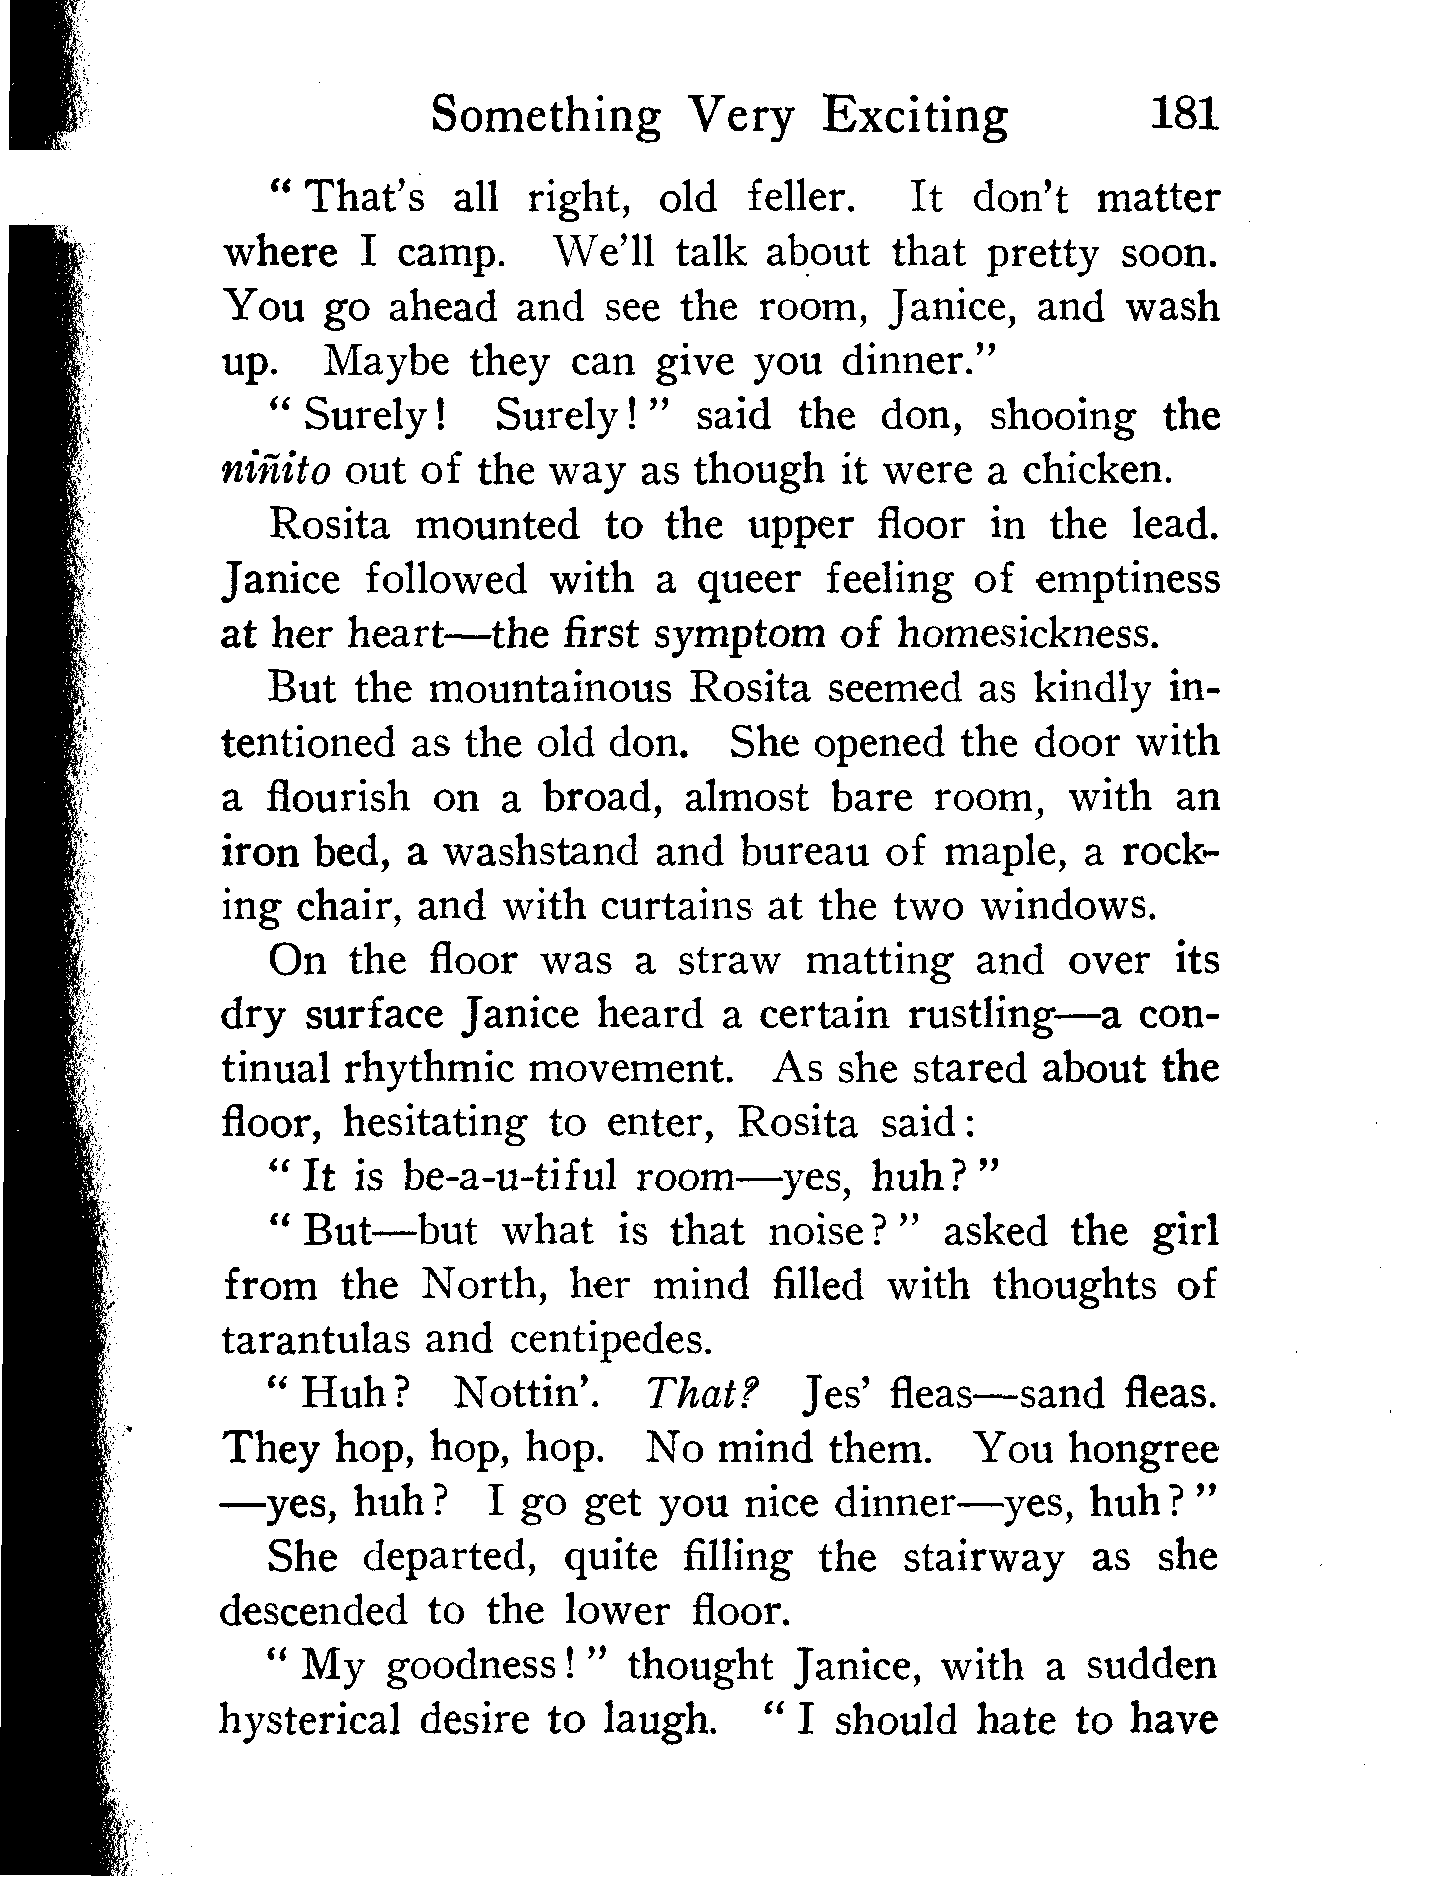 Something Very Exciting 181
“ That’s all right, old feller. It don’t matter
where I camp. We’ll talk about that pretty soon.
You go ahead and see the room, Janice, and wash
up. Maybe they can give you dinner.”
“ Surely! Surely! ” said the don, shooing the
niñito out of the way as though it were a chicken.
Rosita mounted to the upper floor in the lead.
Janice followed with a queer feeling of emptiness
at her heart—the first symptom of homesickness.
But the mountainous Rosita seemed as kindly in-
tentioned as the old don. She opened the door with
a flourish on a broad, almost bare room, with an
iron bed, a washstand and bureau of maple, a rock-
ing chair, and with curtains at the two windows.
On the floor was a straw matting and over its
dry surface Janice heard a certain rustling—a con-
tinual rhythmic movement. As she stared about the
floor, hesitating to enter, Rosita said:
“ It is be-a-u-tiful room—yes, huh? ”
“ But—but what is that noise? ” asked the girl
from the North, her mind filled with thoughts of
tarantulas and centipedes.
“ Huh? Nottin’. That? Jes’ fleas—sand fleas.
They hop, hop, hop. No mind them. You hongree
—yes, huh? I go get you nice dinner—yes, huh? ”
She departed, quite filling the stairway as she
descended to the lower floor.
“ My goodness! ” thought Janice, with a sudden
hysterical desire to laugh. “ I should hate to have